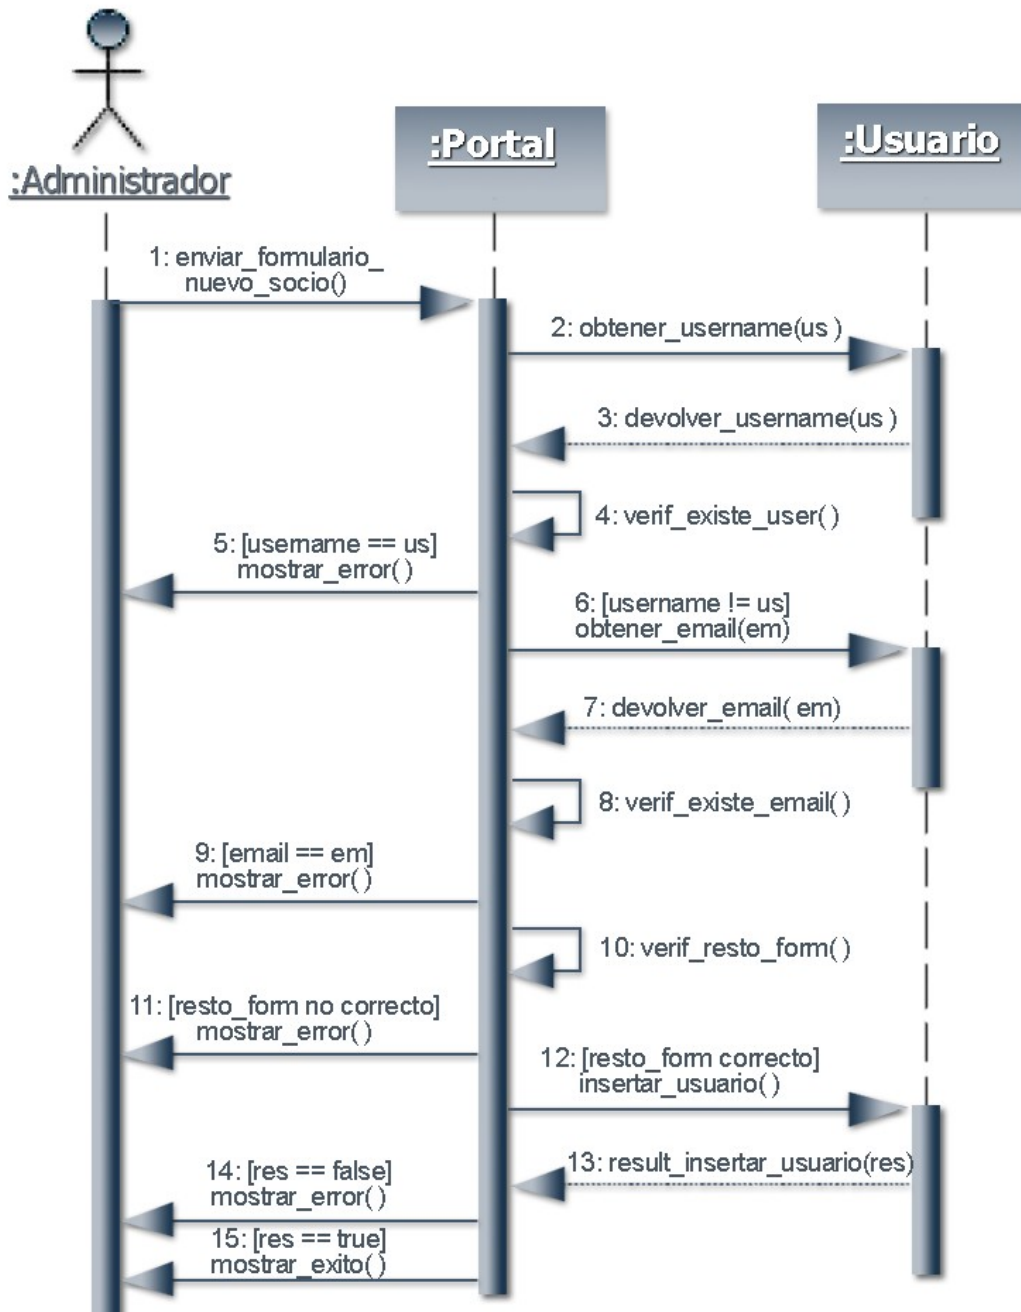 :Administrador
:Portal
:Usuario
1: enviar_formulario_
nuevo_socio()
2: obtener_username(us )
3: devolver_username(us )
4: verif_existe_user( )
5: [username == us]
mostrar_error( )
6: [username != us]
obtener_email(em)
7: devolver_email( em)
8: verif_existe_email( )
9: [email == em]
mostrar_error( )
10: verif_resto_form( )
11: [resto_form no correcto]
mostrar_error( )
12: [resto_form correcto]
insertar_usuario( )
13: result_insertar_usuario(res)
14: [res == false]
mostrar_error( )
15: [res == true]
mostrar_exito( )